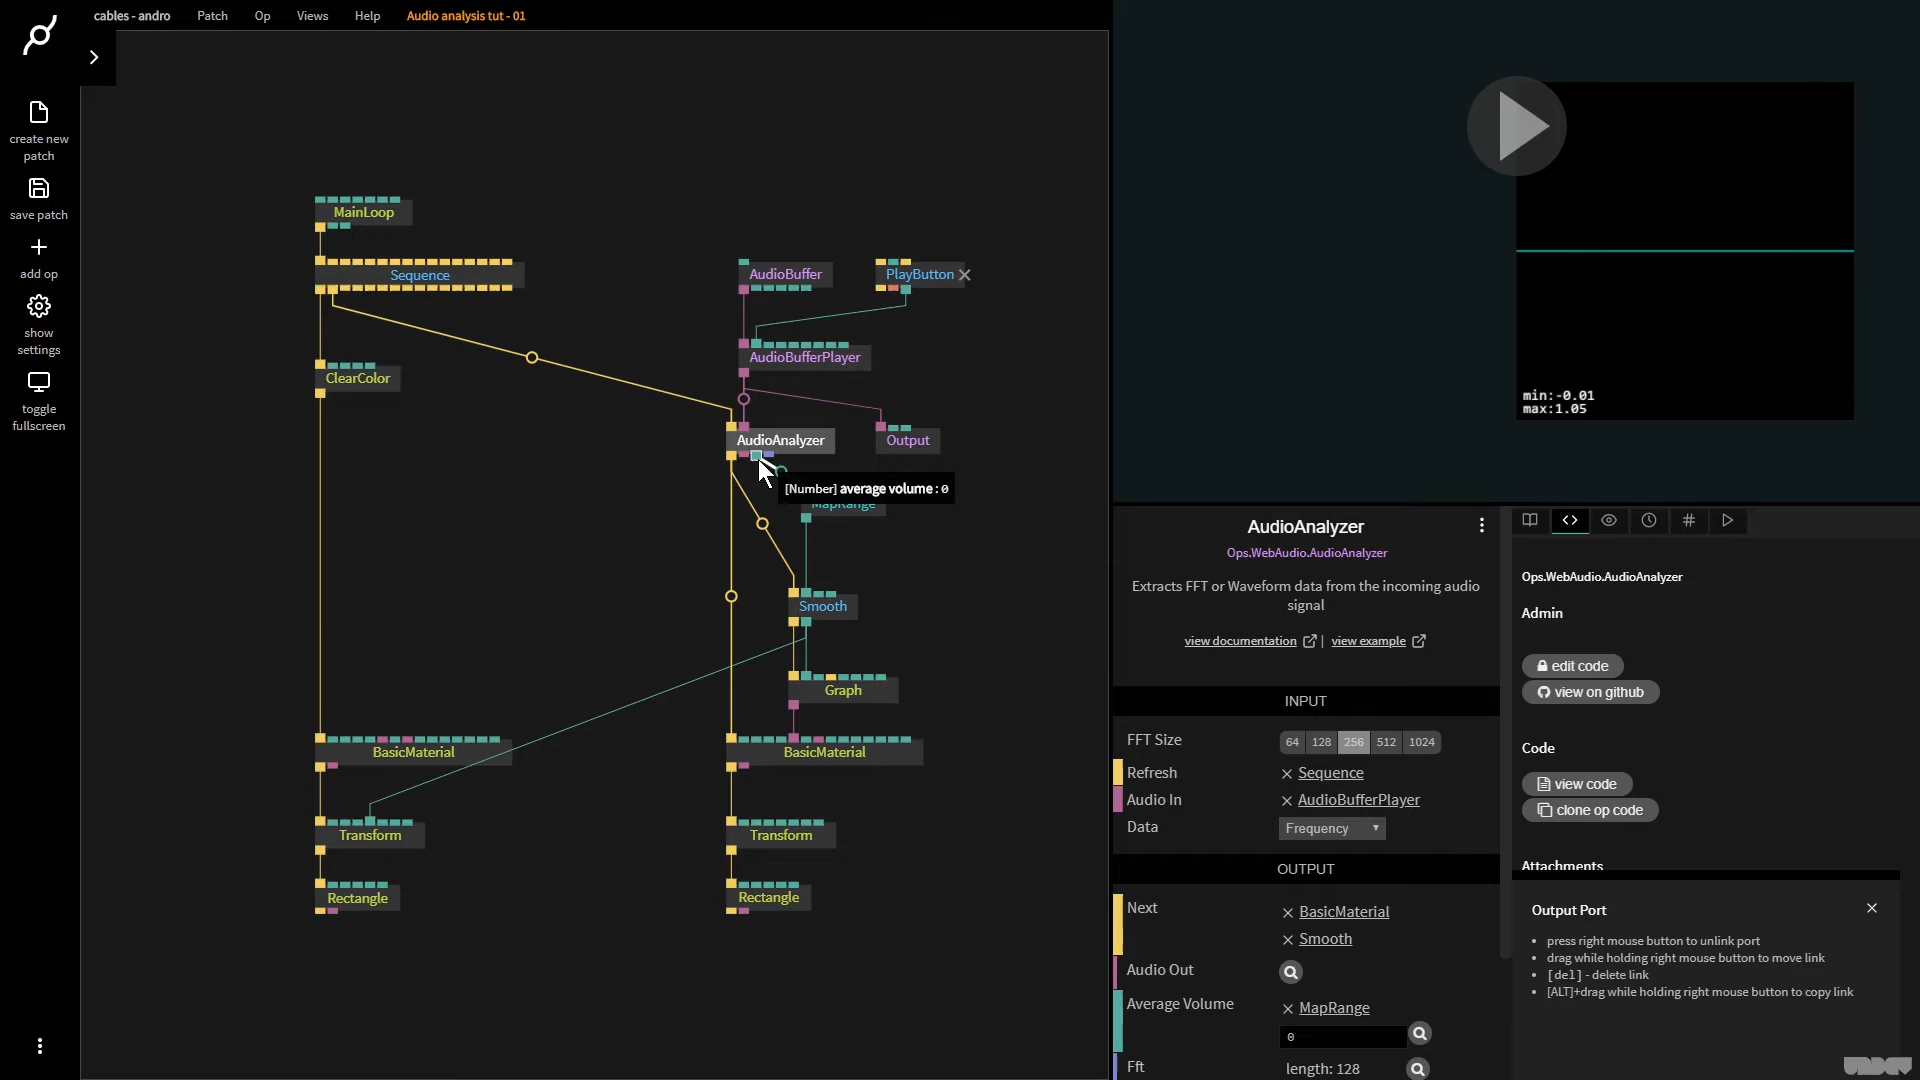 cables - andro
Patch
Op
Views
Help
Audio analysis tut - 01
create new
patch
save patch
add op
show
settings
toggle
fullscreen
MainLoop
Sequence
AudioBuffer
PlayButton
AudioBufferPlayer
ClearColor
AudioAnalyzer
Output
[Number] average volume : 0
MapRange
Smooth
Graph
BasicMaterial
BasicMaterial
Transform
Transform
Rectangle
Rectangle
min:-0.01
max:1.05
AudioAnalyzer
Ops.WebAudio.AudioAnalyzer
Extracts FFT or Waveform data from the incoming audio
signal
view documentation | view example
INPUT
FFT Size 64 128 256 512 1024
Refresh Sequence
Audio In AudioBufferPlayer
Data Frequency
OUTPUT
Next BasicMaterial
Smooth
Audio Out
Average Volume MapRange
0
Fft length: 128
Ops.WebAudio.AudioAnalyzer
Admin
edit code
view on github
Code
view code
clone op code
Attachments
Output Port
press right mouse button to unlink port
drag while holding right mouse button to move link
[del] - delete link
[ALT]+drag while holding right mouse button to copy link
UNDEV